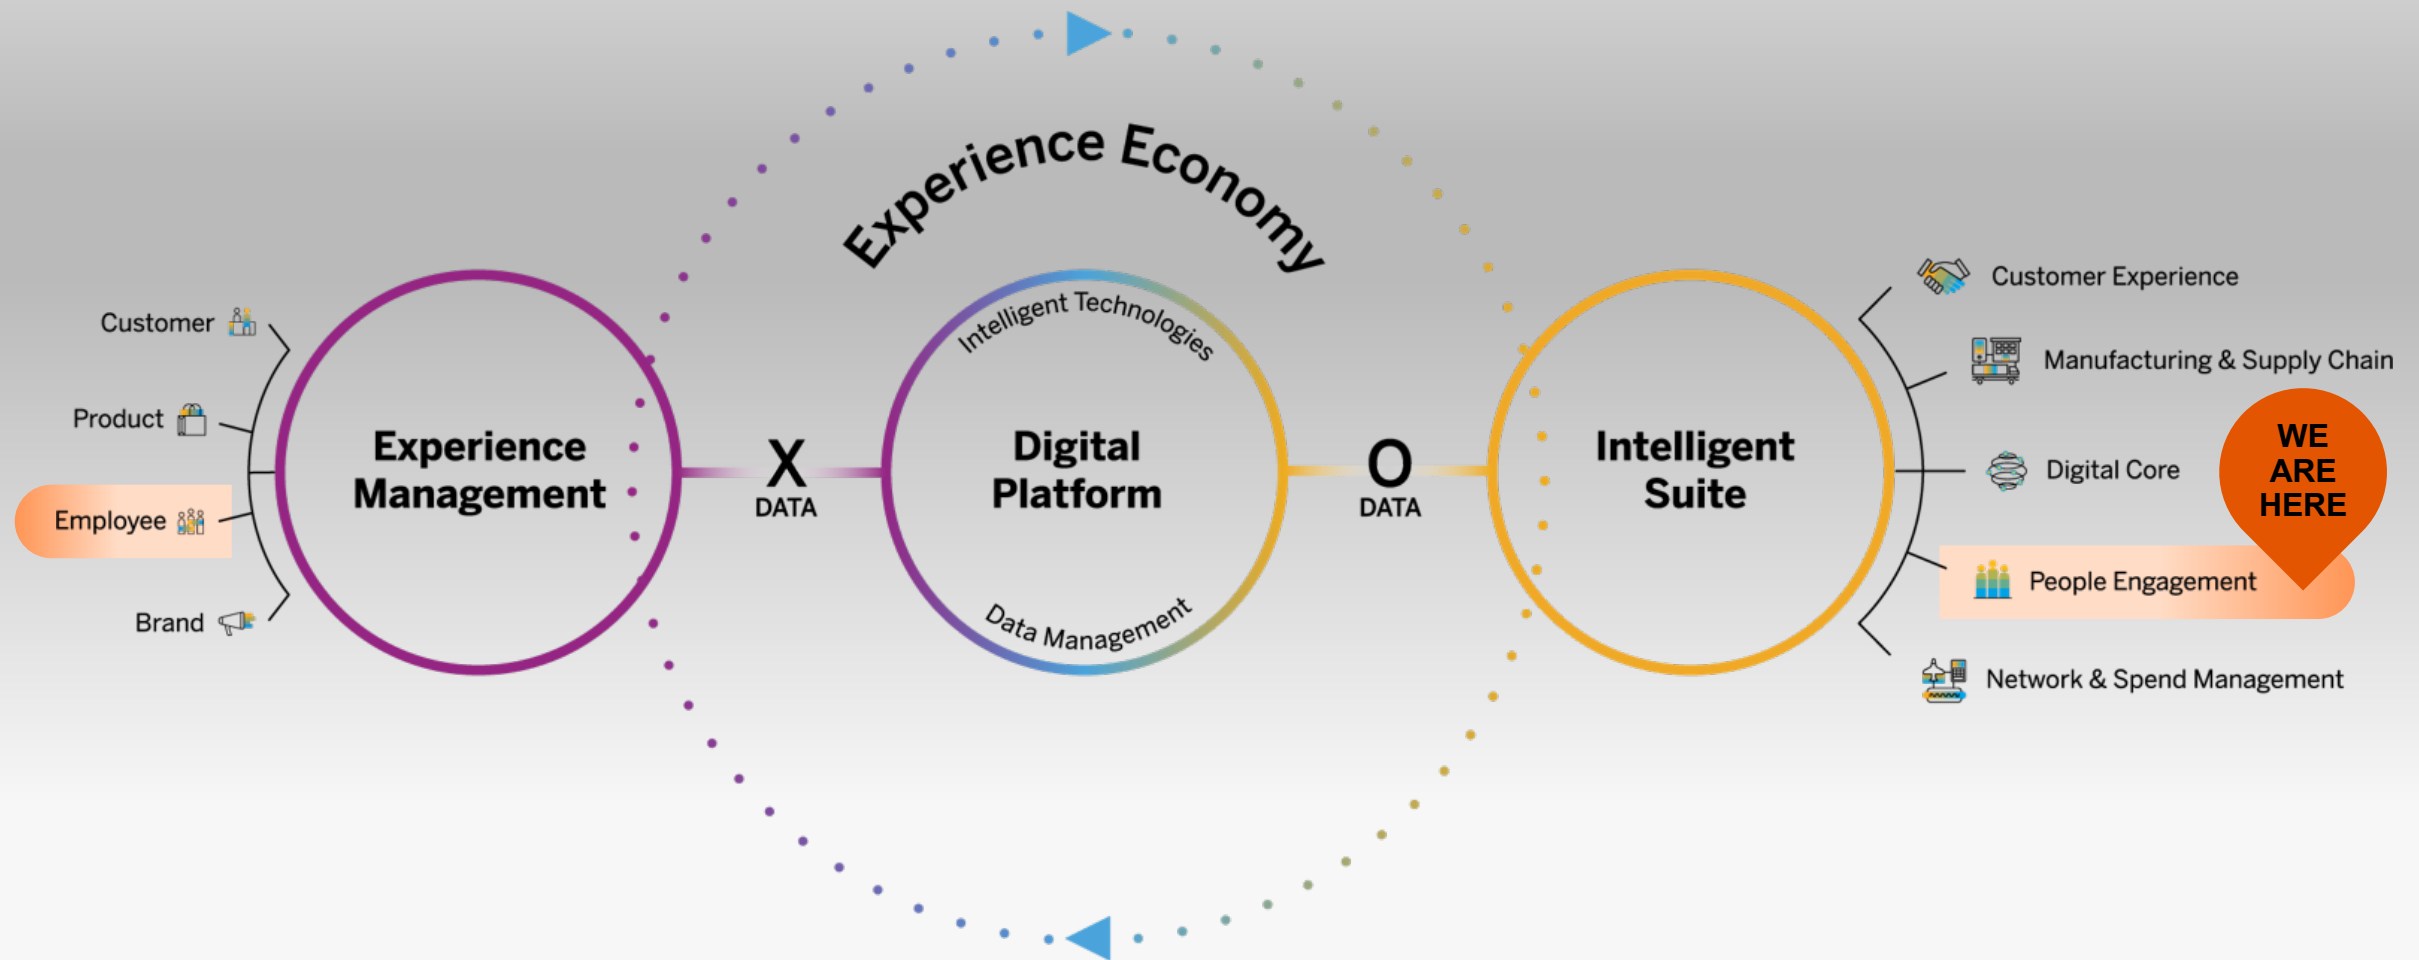 Experience Economy
Customer
Product
Employee
Brand
Experience
Management
X
DATA
Intelligent Technologies
Digital
Platform
Data Management
O
DATA
Intelligent
Suite
Customer Experience
Manufacturing & Supply Chain
Digital Core
People Engagement
Network & Spend Management
WE
ARE
HERE